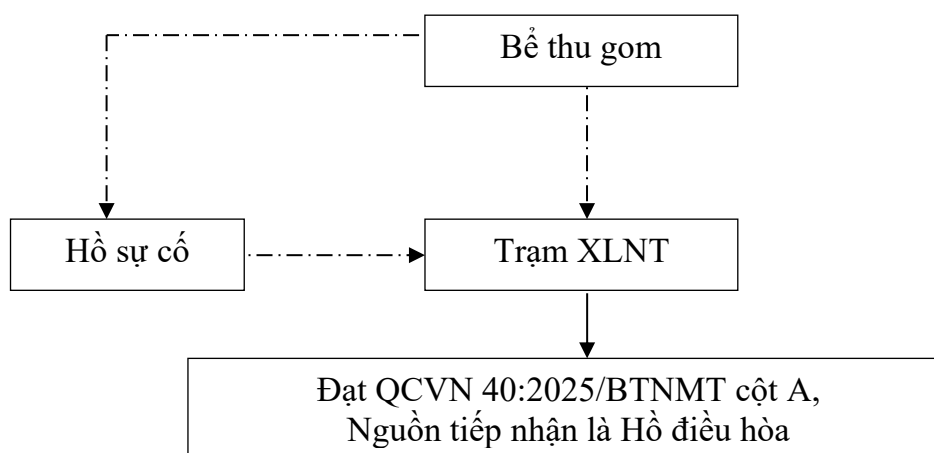 Bể thu gom
Hồ sự cố
Trạm XLNT
Đạt QCVN 40:2025/BTNMT cột A,
Nguồn tiếp nhận là Hồ điều hòa